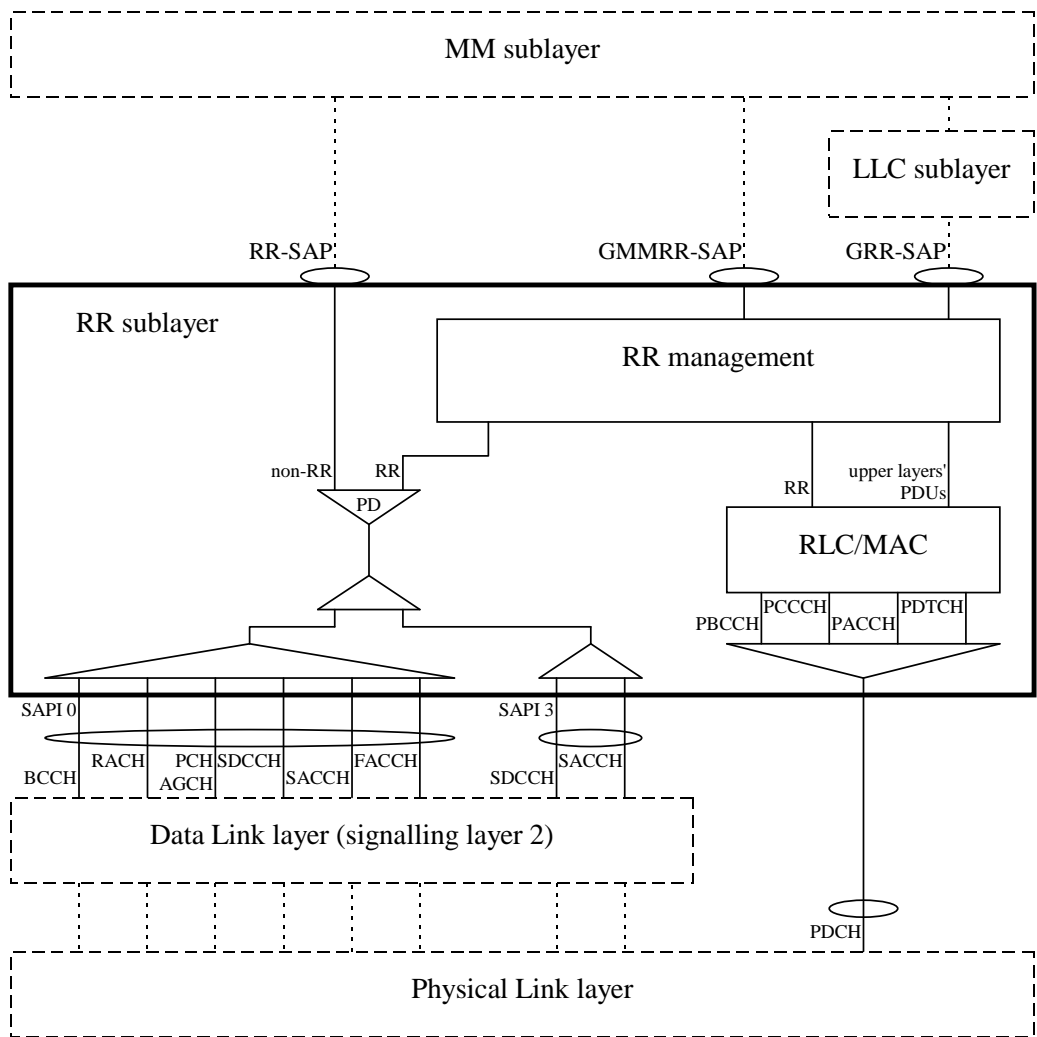 MM sublayer
LLC sublayer
RR-SAP
GMMRR-SAP
GRR-SAP
RR sublayer
RR management
non-RR
RR
PD
RR
upper layers'
PDUs
RLC/MAC
PBCCH
PCCCH
PACCH
PDTCH
SAPI 0
SAPI 3
BCCH
RACH
PCH
AGCH
SDCCH
SACCH
FACCH
SDCCH
SACCH
Data Link layer (signalling layer 2)
PDCH
Physical Link layer